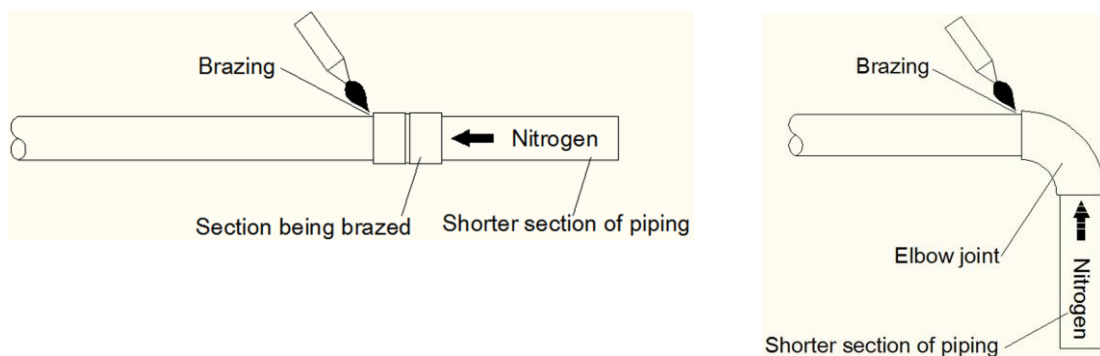 Brazing
Nitrogen
Section being brazed
Shorter section of piping
Brazing
Elbow joint
Nitrogen
Shorter section of piping